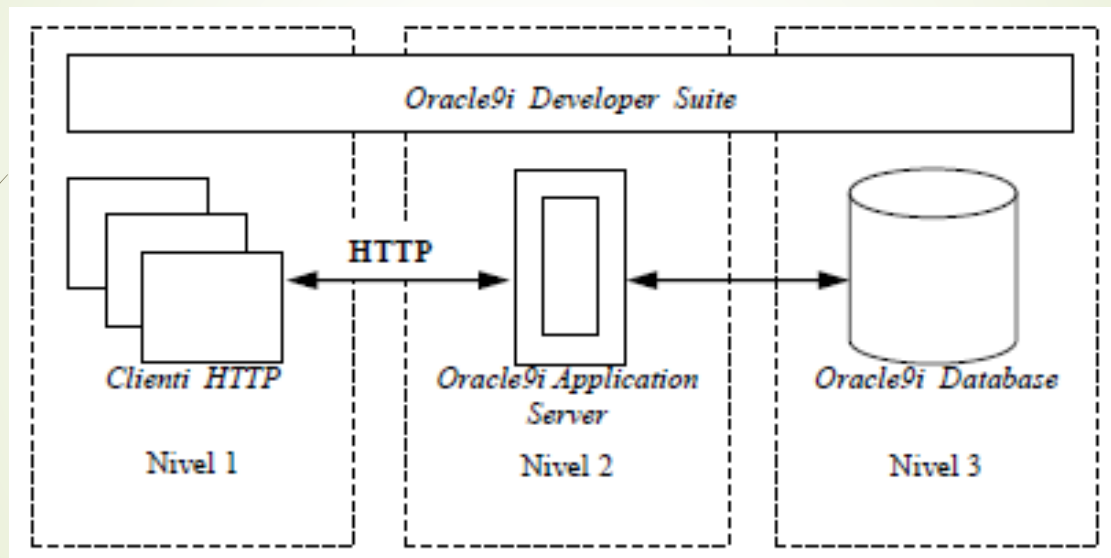 Oracle9i Developer Suite
HTTP
Clienti HTTP
Oracle9i Application
Server
Oracle9i Database
Nivel 1
Nivel 2
Nivel 3